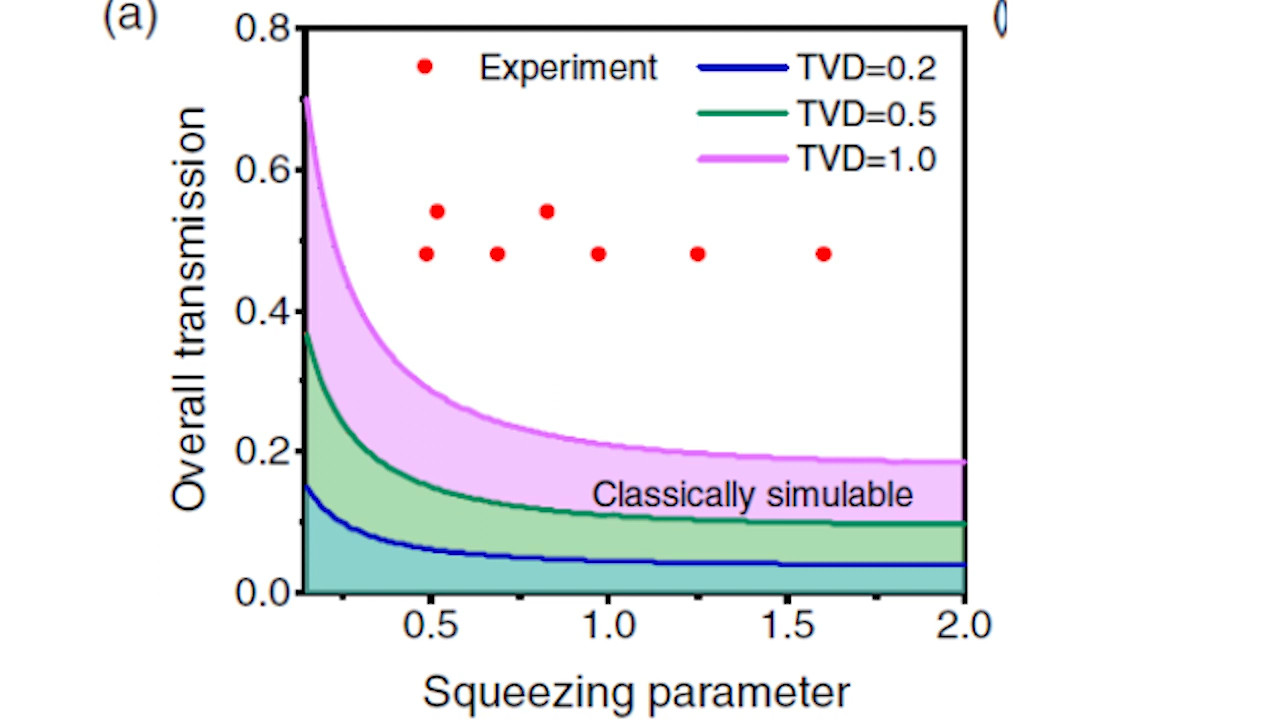 (a)
0.8
Experiment
TVD=0.2
TVD=0.5
TVD=1.0
0.6
0.4
0.2
0.0
Overall transmission
Classically simulable
0.5 1.0 1.5 2.0
Squeezing parameter